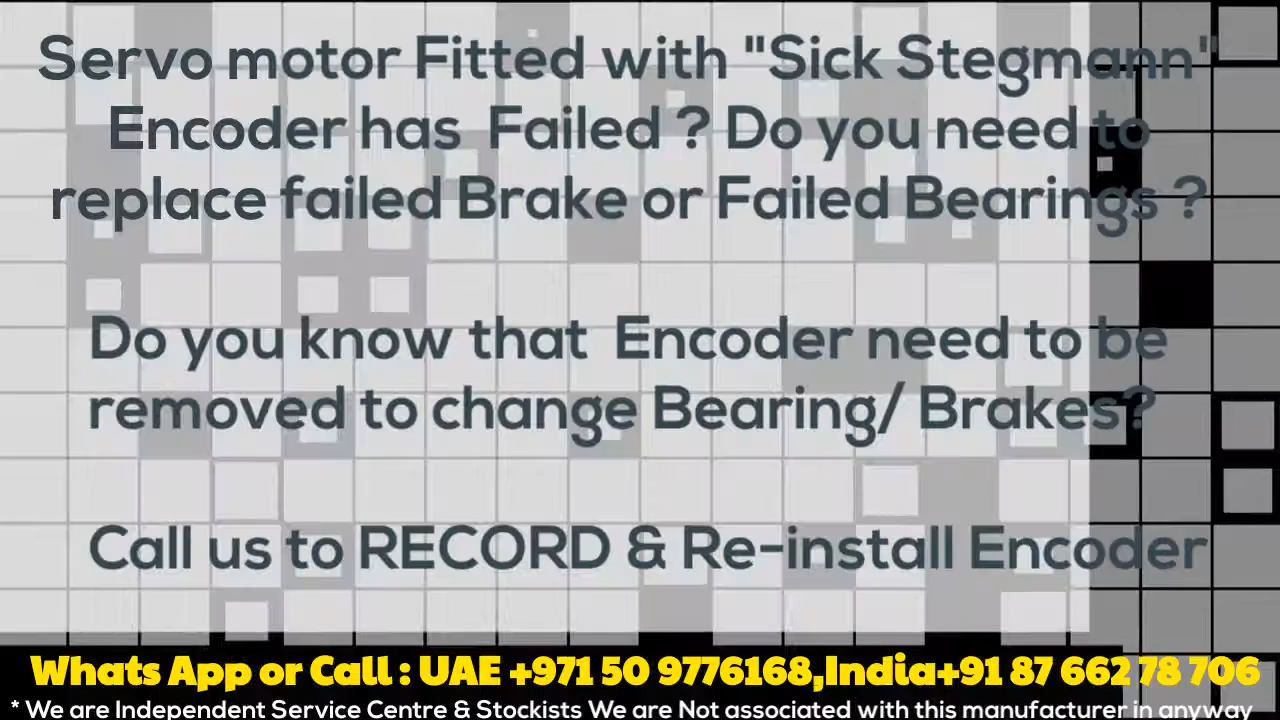 Servo motor Fitted with "Sick Stegmann"
Encoder has Failed ? Do you need to
replace failed Brake or Failed Bearings ?
Do you know that Encoder need to be
removed to change Bearing/ Brakes?
Call us to RECORD & Re-install Encoder
Whats App or Call : UAE +971 50 9776168,India+91 87 662 78 706
* We are Independent Service Centre & Stockists We are Not associated with this manufacturer in anyway